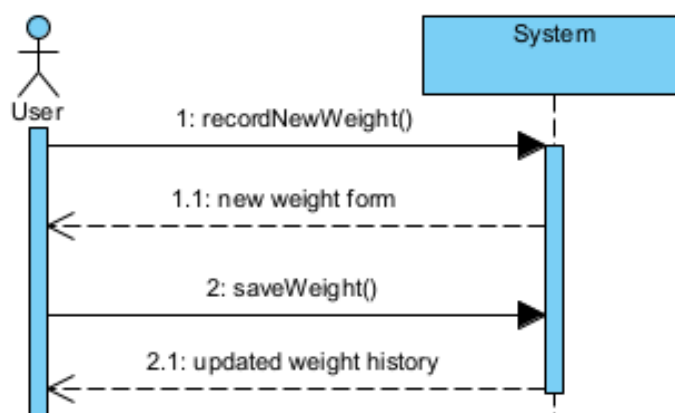 System
User
1: recordNewWeight()
1.1: new weight form
2: saveWeight()
2.1: updated weight history